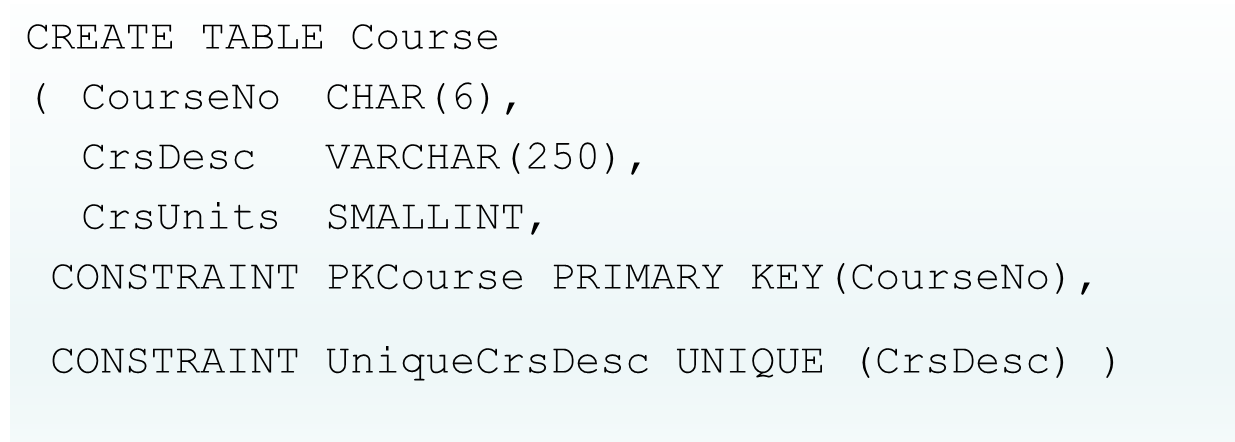 CREATE TABLE Course
( CourseNo CHAR(6),
CrsDesc VARCHAR(250),
CrsUnits SMALLINT,
CONSTRAINT PKCourse PRIMARY KEY(CourseNo),
CONSTRAINT UniqueCrsDesc UNIQUE (CrsDesc) )